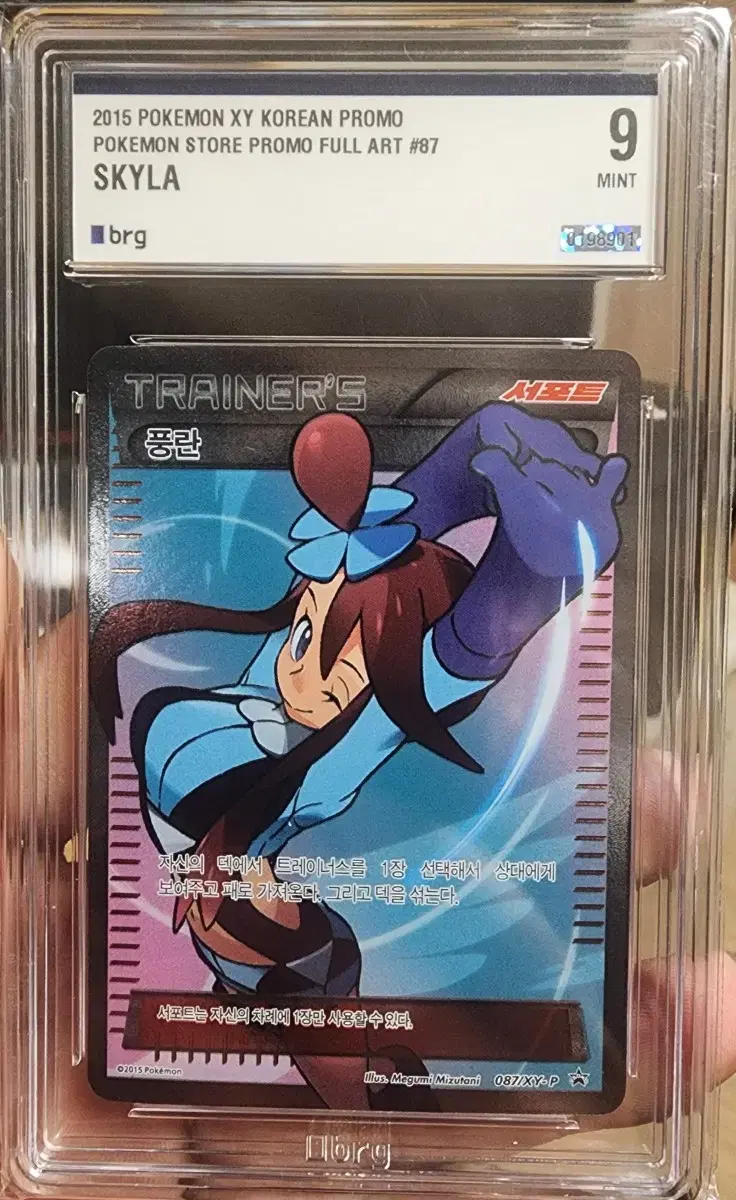 2015 POKEMON XY KOREAN PROMO
POKEMON STORE PROMO FULL ART #87
9
SKYLA
MINT
brg
0198901
TRAINER'S
서포트
풍란
자신의 덱에서 트레이너스를 1장 선택해서 상대에게
보여주고 패로 가져온다. 그리고 덱을 섞는다.
서포트는 자신의 차례에 1장만 사용할 수 있다.
©2015 Pokémon
Illus. Megumi Mizutani
087/XY-P
brg